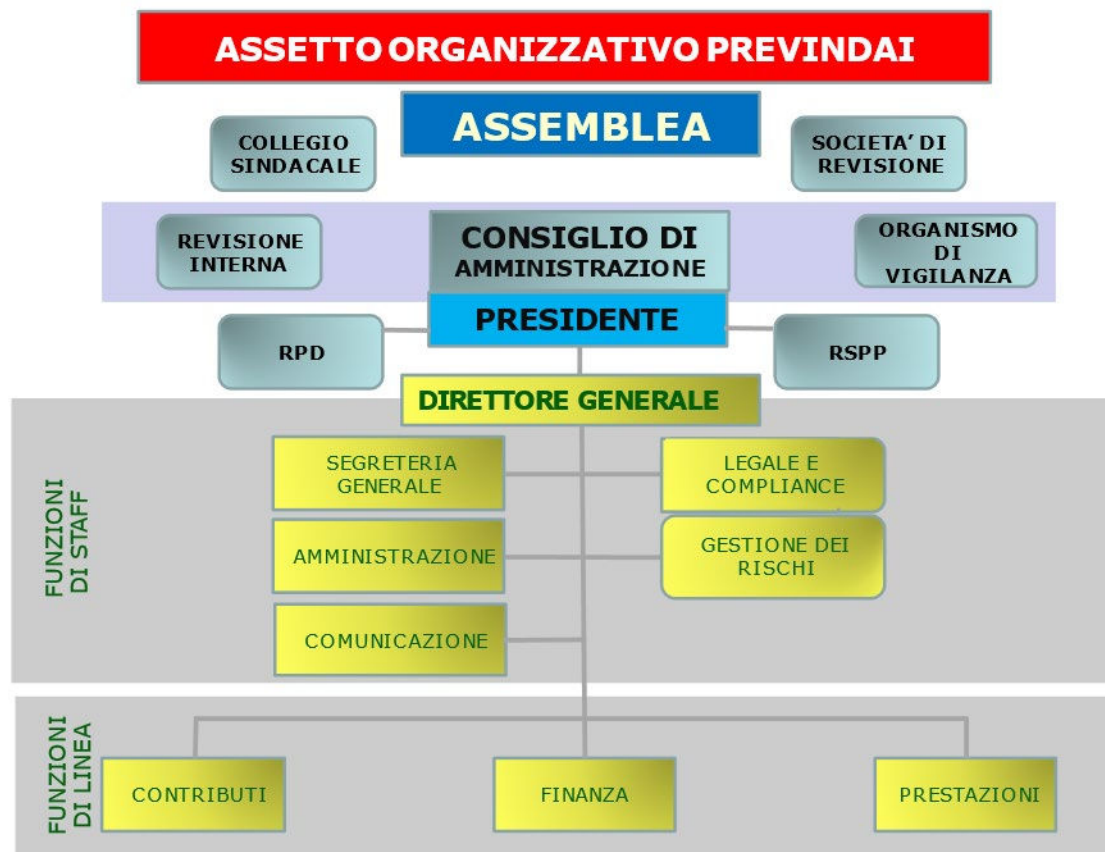 ASSETTO ORGANIZZATIVO PREVINDAI
ASSEMBLEA
COLLEGIO
SINDACALE
SOCIETA’ DI
REVISIONE
REVISIONE
INTERNA
CONSIGLIO DI
AMMINISTRAZIONE
ORGANISMO
DI
VIGILANZA
PRESIDENTE
RPD
RSPP
DIRETTORE GENERALE
FUNZIONI
DI STAFF
SEGRETERIA
GENERALE
LEGALE E
COMPLIANCE
AMMINISTRAZIONE
GESTIONE DEI
RISCHI
COMUNICAZIONE
FUNZIONI
DI LINEA
CONTRIBUTI
FINANZA
PRESTAZIONI